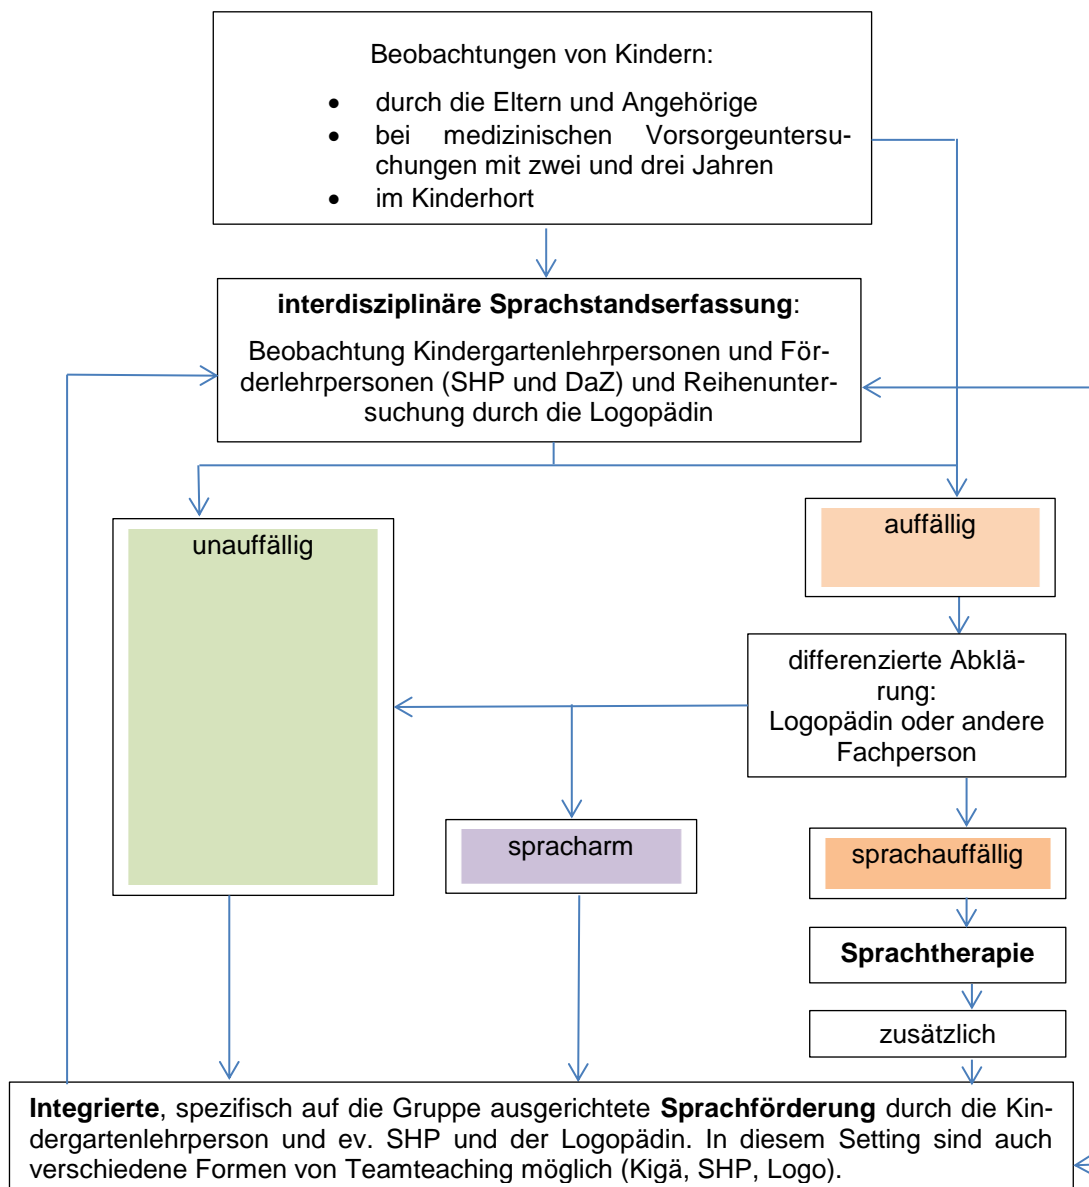 Beobachtungen von Kindern:
• durch die Eltern und Angehörige
• bei medizinischen Vorsorgeuntersu-
chungen mit zwei und drei Jahren
• im Kinderhort
interdisziplinäre Sprachstandserfassung:
Beobachtung Kindergartenlehrpersonen und För-
derlehrpersonen (SHP und DaZ) und Reihenunter-
suchung durch die Logopädin
unauffällig
auffällig
differenzierte Abklä-
rung:
Logopädin oder andere
Fachperson
spracharm
sprachauffällig
Sprachtherapie
zusätzlich
Integrierte, spezifisch auf die Gruppe ausgerichtete Sprachförderung durch die Kin-
dergartenlehrperson und ev. SHP und der Logopädin. In diesem Setting sind auch
verschiedene Formen von Teamteaching möglich (Kigä, SHP, Logo).